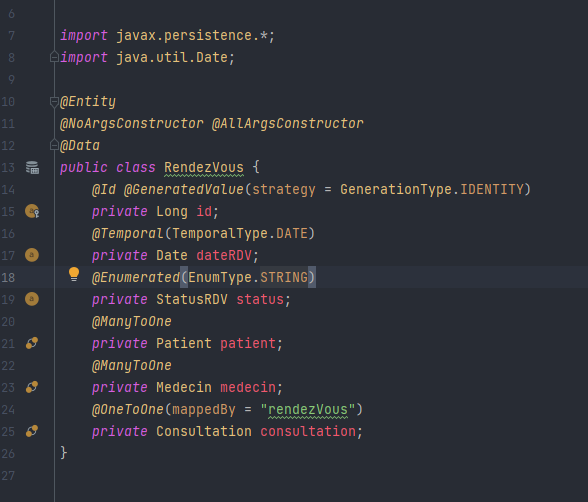 6
7 import javax.persistence.*;
8 import java.util.Date;
9
10 @Entity
11 @NoArgsConstructor @AllArgsConstructor
12 @Data
13 public class RendezVous {
14 @Id @GeneratedValue(strategy = GenerationType.IDENTITY)
15 private Long id;
16 @Temporal(TemporalType.DATE)
17 private Date dateRDV;
18 @Enumerated(EnumType.STRING)
19 private StatusRDV status;
20 @ManyToOne
21 private Patient patient;
22 @ManyToOne
23 private Medecin medecin;
24 @OneToOne(mappedBy = "rendezVous")
25 private Consultation consultation;
26 }
27